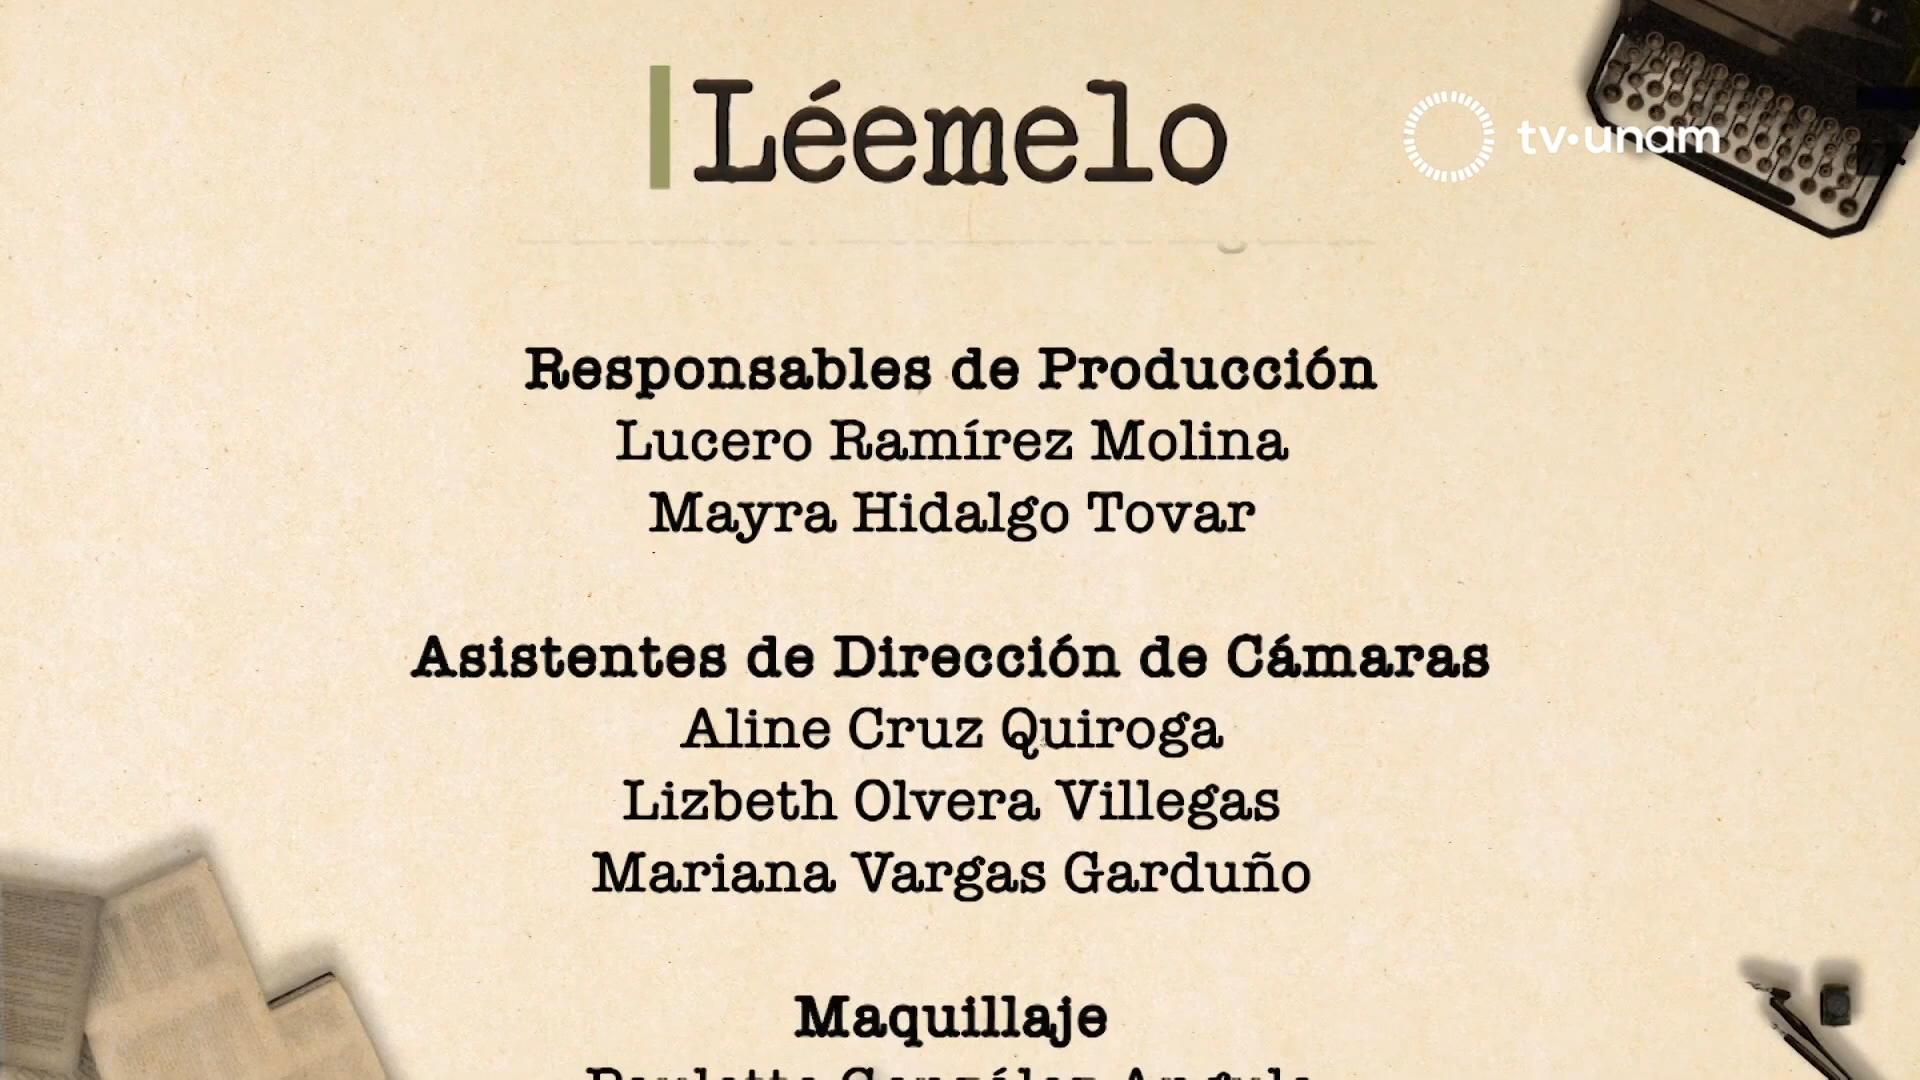 Léemelo
tv·unam
Responsables de Producción
Lucero Ramírez Molina
Mayra Hidalgo Tovar
Asistentes de Dirección de Cámaras
Aline Cruz Quiroga
Lizbeth Olvera Villegas
Mariana Vargas Garduño
Maquillaje